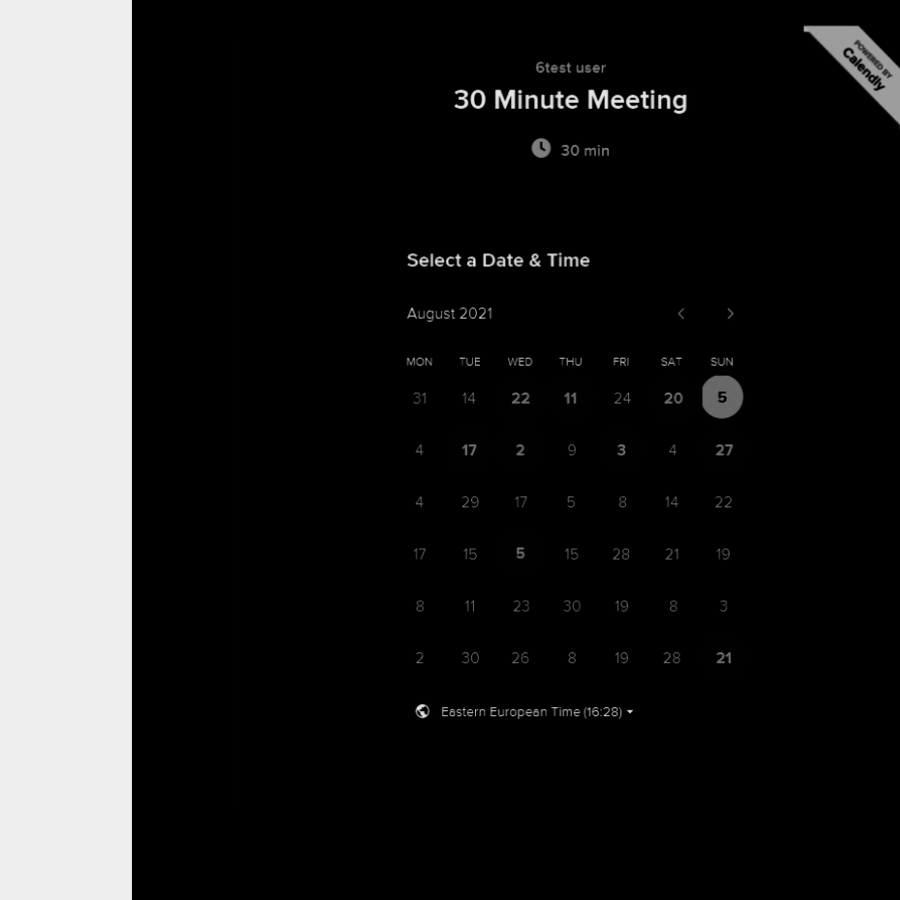 POWERED BY
Calendly
6test user
30 Minute Meeting
30 min
Select a Date & Time
August 2021
MON TUE WED THU FRI SAT SUN
31 14 22 11 24 20 5
4 17 2 9 3 4 27
4 29 17 5 8 14 22
17 15 5 15 28 21 19
8 11 23 30 19 8 3
2 30 26 8 19 28 21
Eastern European Time (16:28)